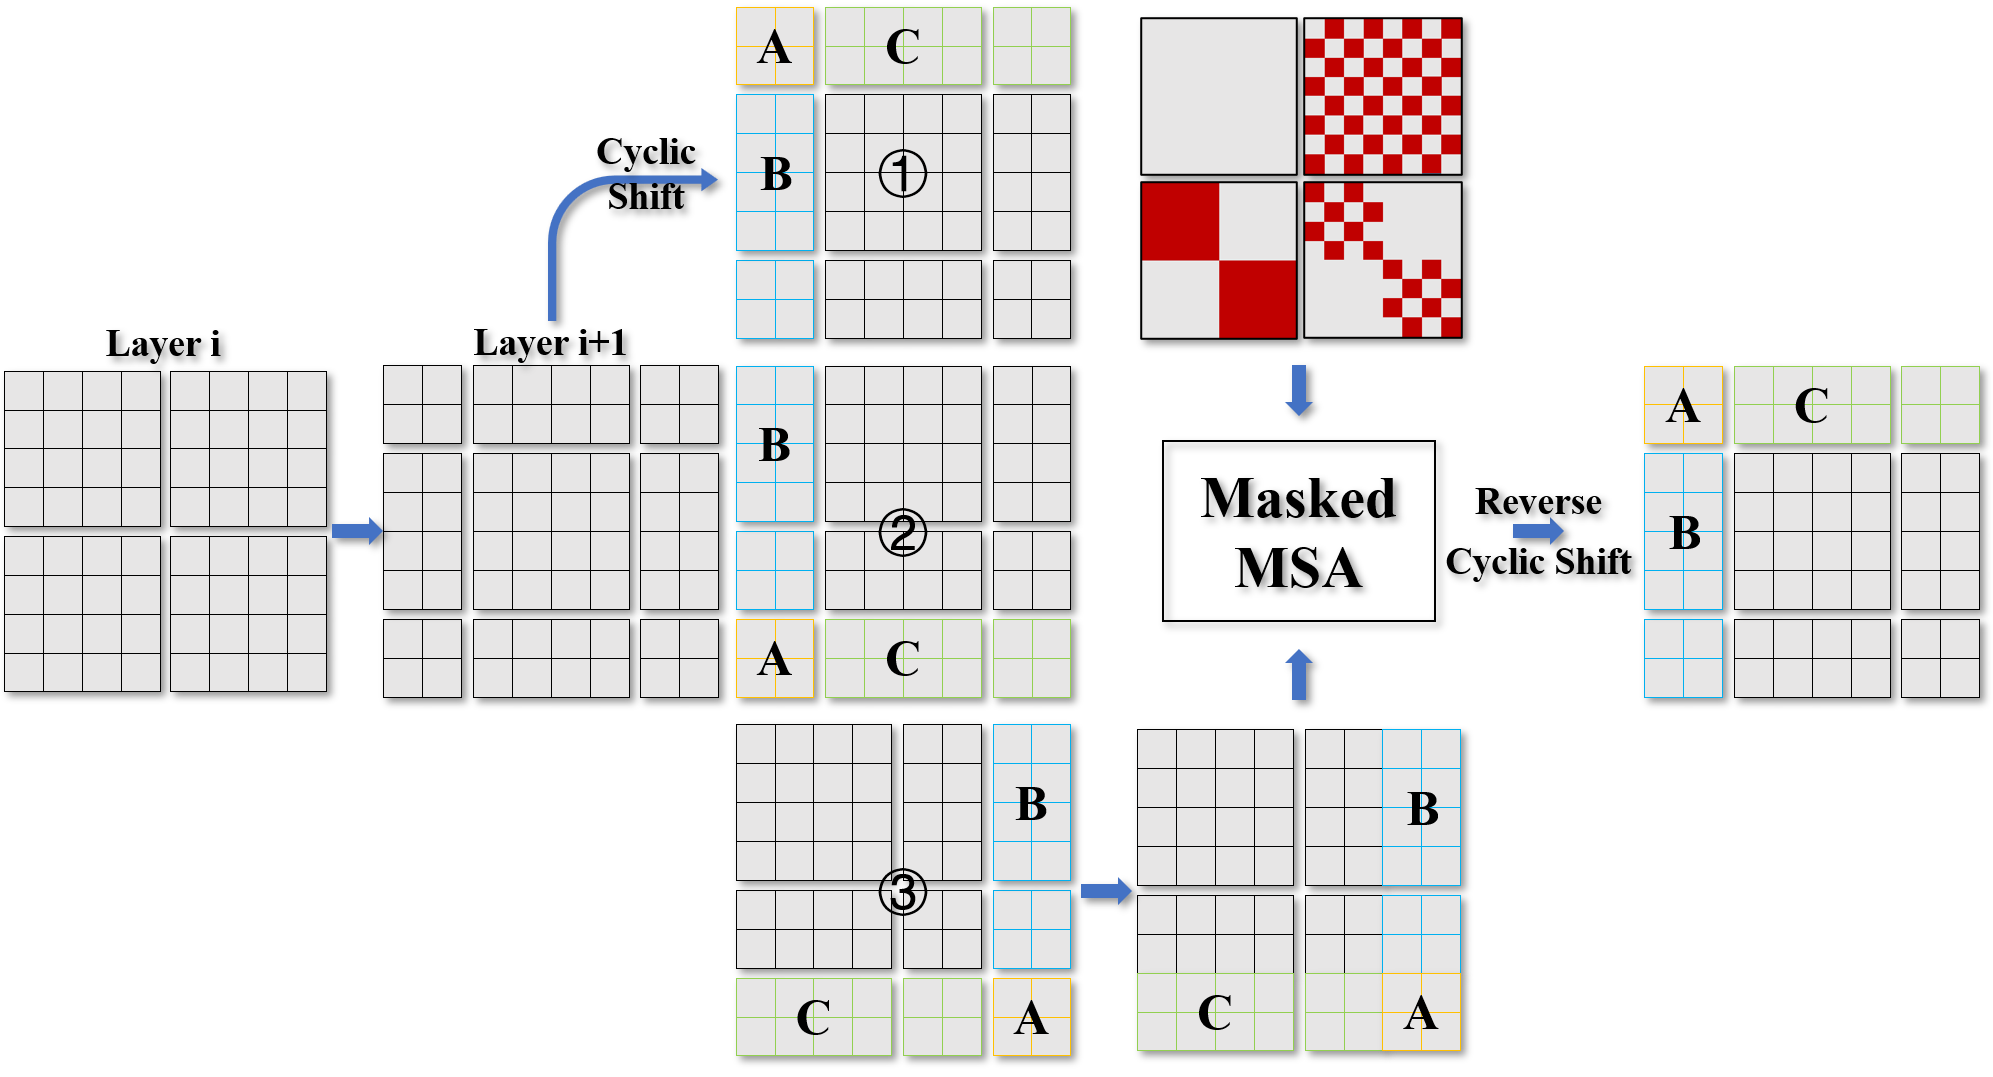 A C
Cyclic
Shift
B ①
Layer i
Layer i+1
B
②
A C
Masked
MSA
Reverse
Cyclic Shift
A C
B
B
③
C A
B
C A